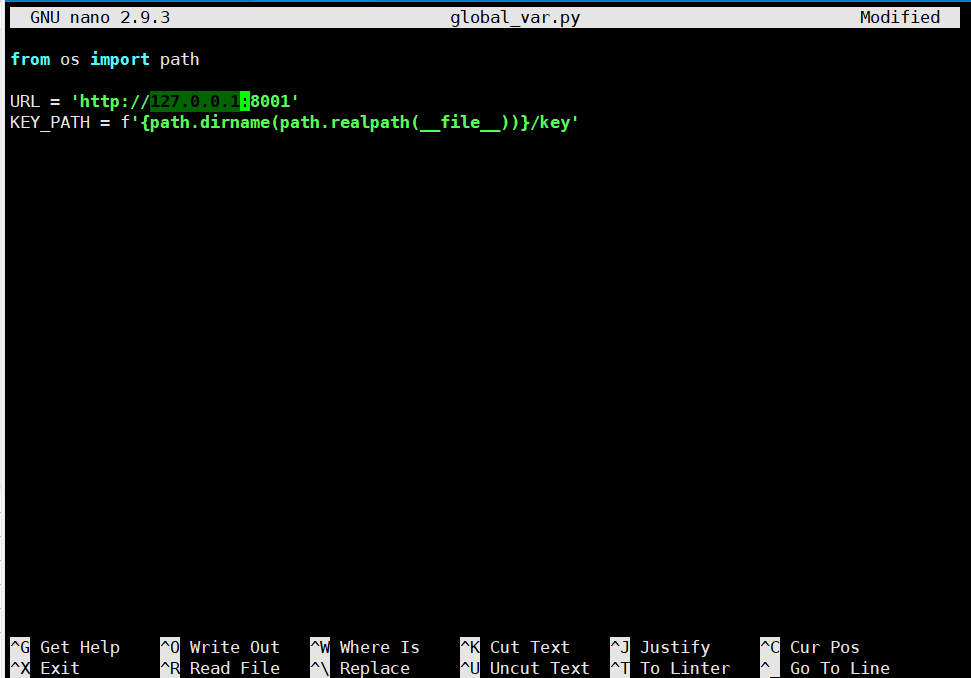 GNU nano 2.9.3 global_var.py Modified
from os import path
URL = 'http://127.0.0.1:8001'
KEY_PATH = f'{path.dirname(path.realpath(__file__))}/key'
^G Get Help ^O Write Out ^W Where Is ^K Cut Text ^J Justify ^C Cur Pos
^X Exit ^R Read File ^\ Replace ^U Uncut Text ^T To Linter ^_ Go To Line